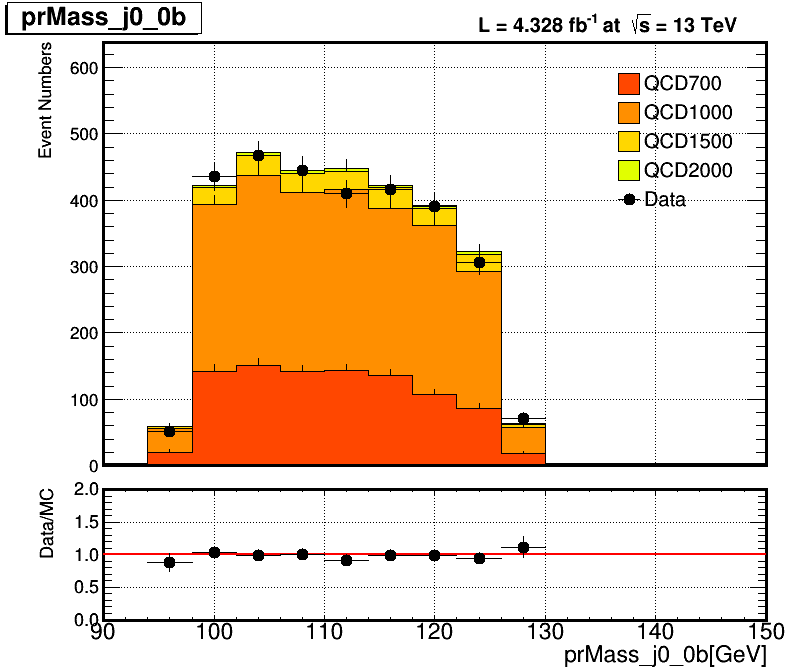 prMass_j0_0b
L = 4.328 fb⁻¹ at √s = 13 TeV
Event Numbers
600
500
400
300
200
100
0
QCD700
QCD1000
QCD1500
QCD2000
Data
Data/MC
2.0
1.5
1.0
0.5
0.0
90 100 110 120 130 140 150
prMass_j0_0b[GeV]